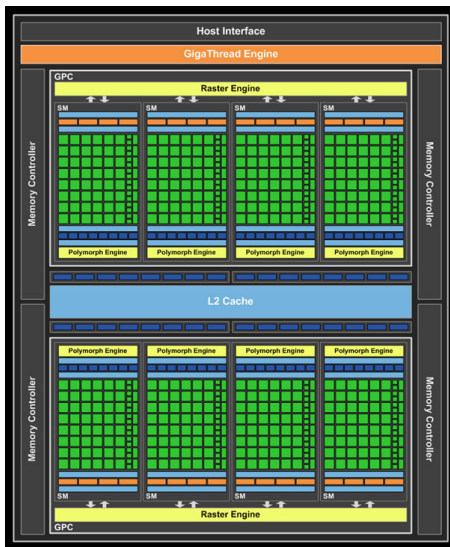 Host Interface
GigaThread Engine
GPC
Raster Engine
SM SM SM SM
Memory Controller
Memory Controller
Polymorph Engine Polymorph Engine Polymorph Engine Polymorph Engine
L2 Cache
Polymorph Engine Polymorph Engine Polymorph Engine Polymorph Engine
Memory Controller
Memory Controller
SM SM SM SM
Raster Engine
GPC